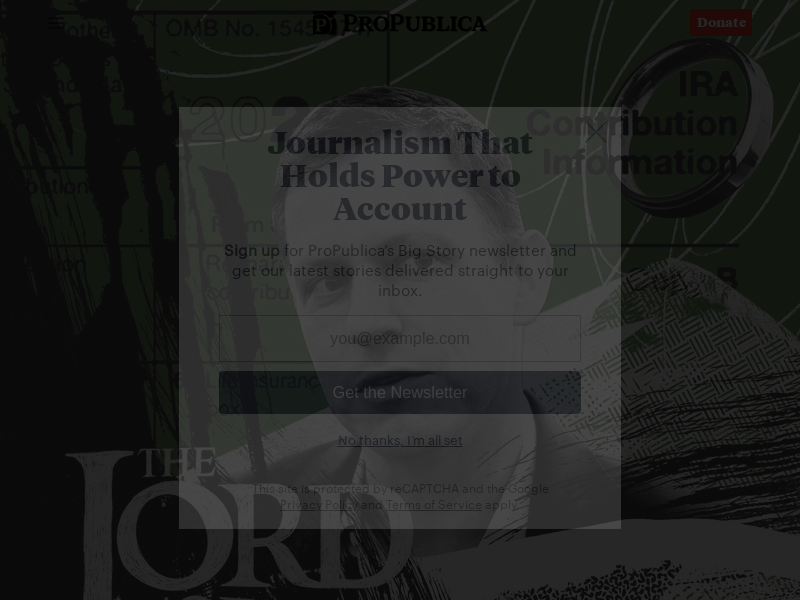 OMB No. 1545
PROPUBLICA
Donate
202
IRA
Contribution
Information
Journalism That
Holds Power to
Account
Sign up for ProPublica's Big Story newsletter and
get our latest stories delivered straight to your
inbox.
you@example.com
Get the Newsletter
No thanks, I'm all set
This site is protected by reCAPTCHA and the Google
Privacy Policy and Terms of Service apply.
THE
LORD